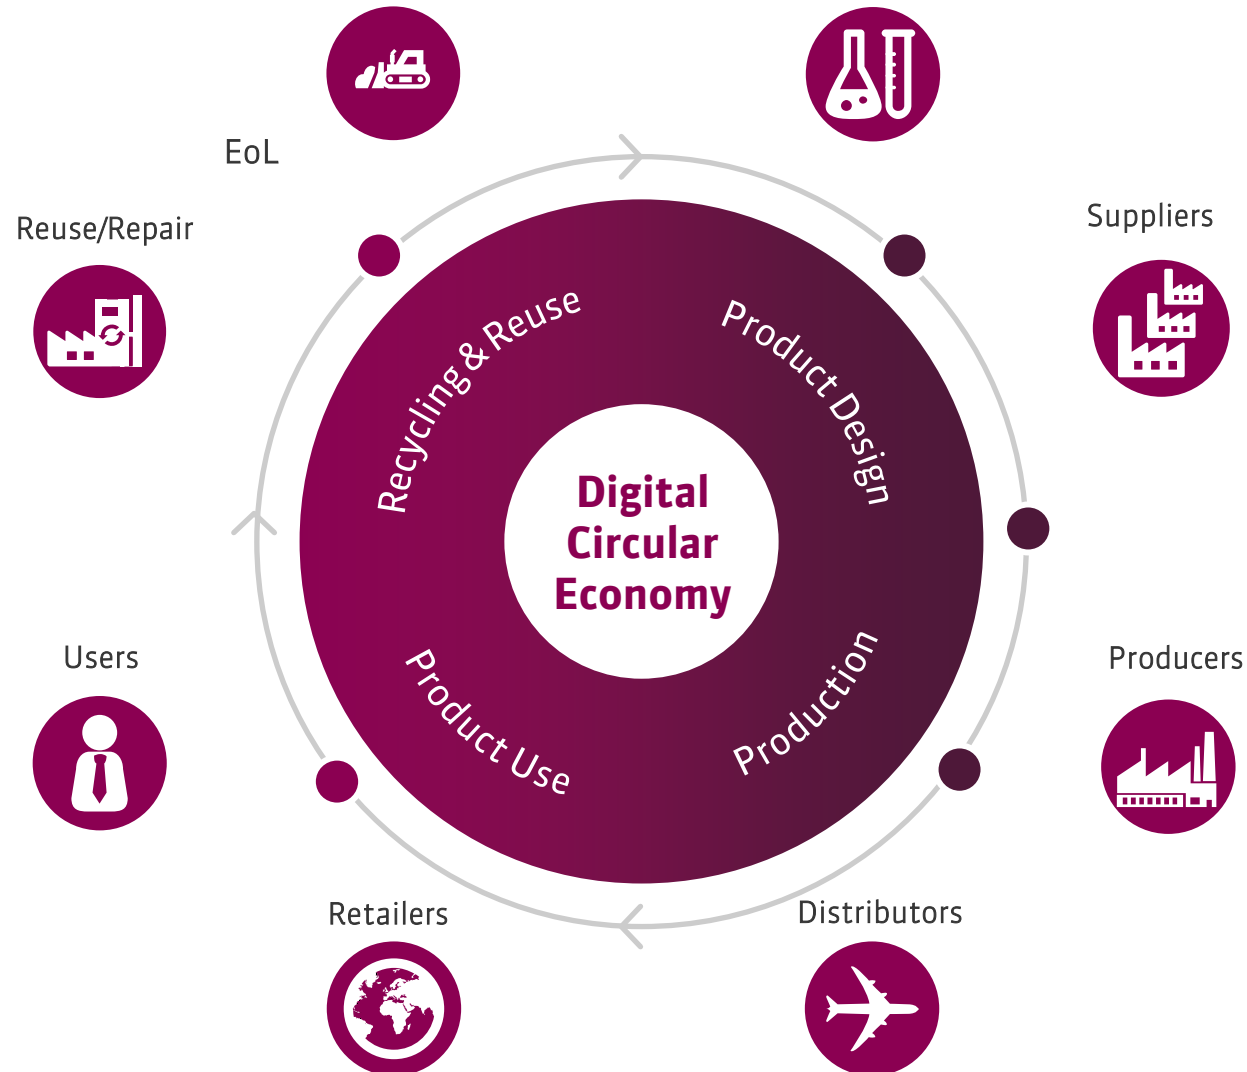 EoL
Reuse/Repair
Suppliers
Recycling & Reuse
Product Design
Digital
Circular
Economy
Users
Producers
Product Use
Production
Retailers
Distributors